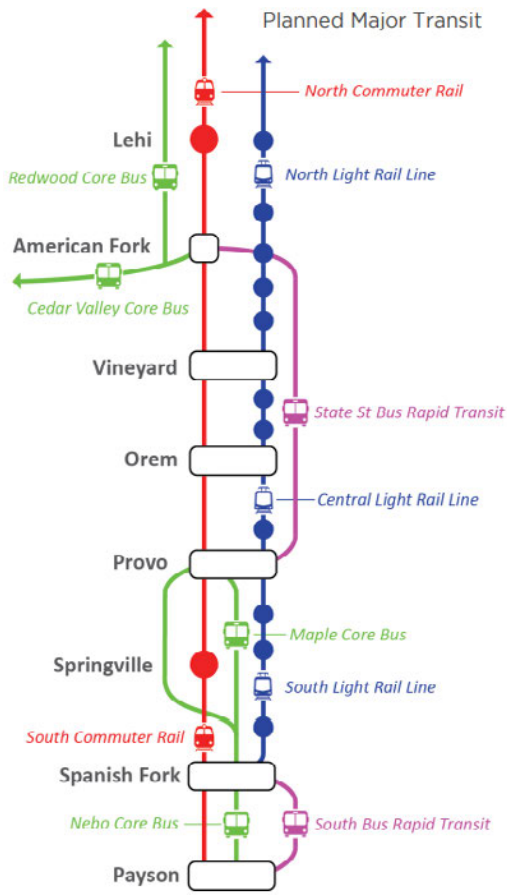 Planned Major Transit
North Commuter Rail
Lehi
Redwood Core Bus
North Light Rail Line
American Fork
Cedar Valley Core Bus
Vineyard
State St Bus Rapid Transit
Orem
Central Light Rail Line
Provo
Maple Core Bus
Springville
South Light Rail Line
South Commuter Rail
Spanish Fork
Nebo Core Bus
South Bus Rapid Transit
Payson